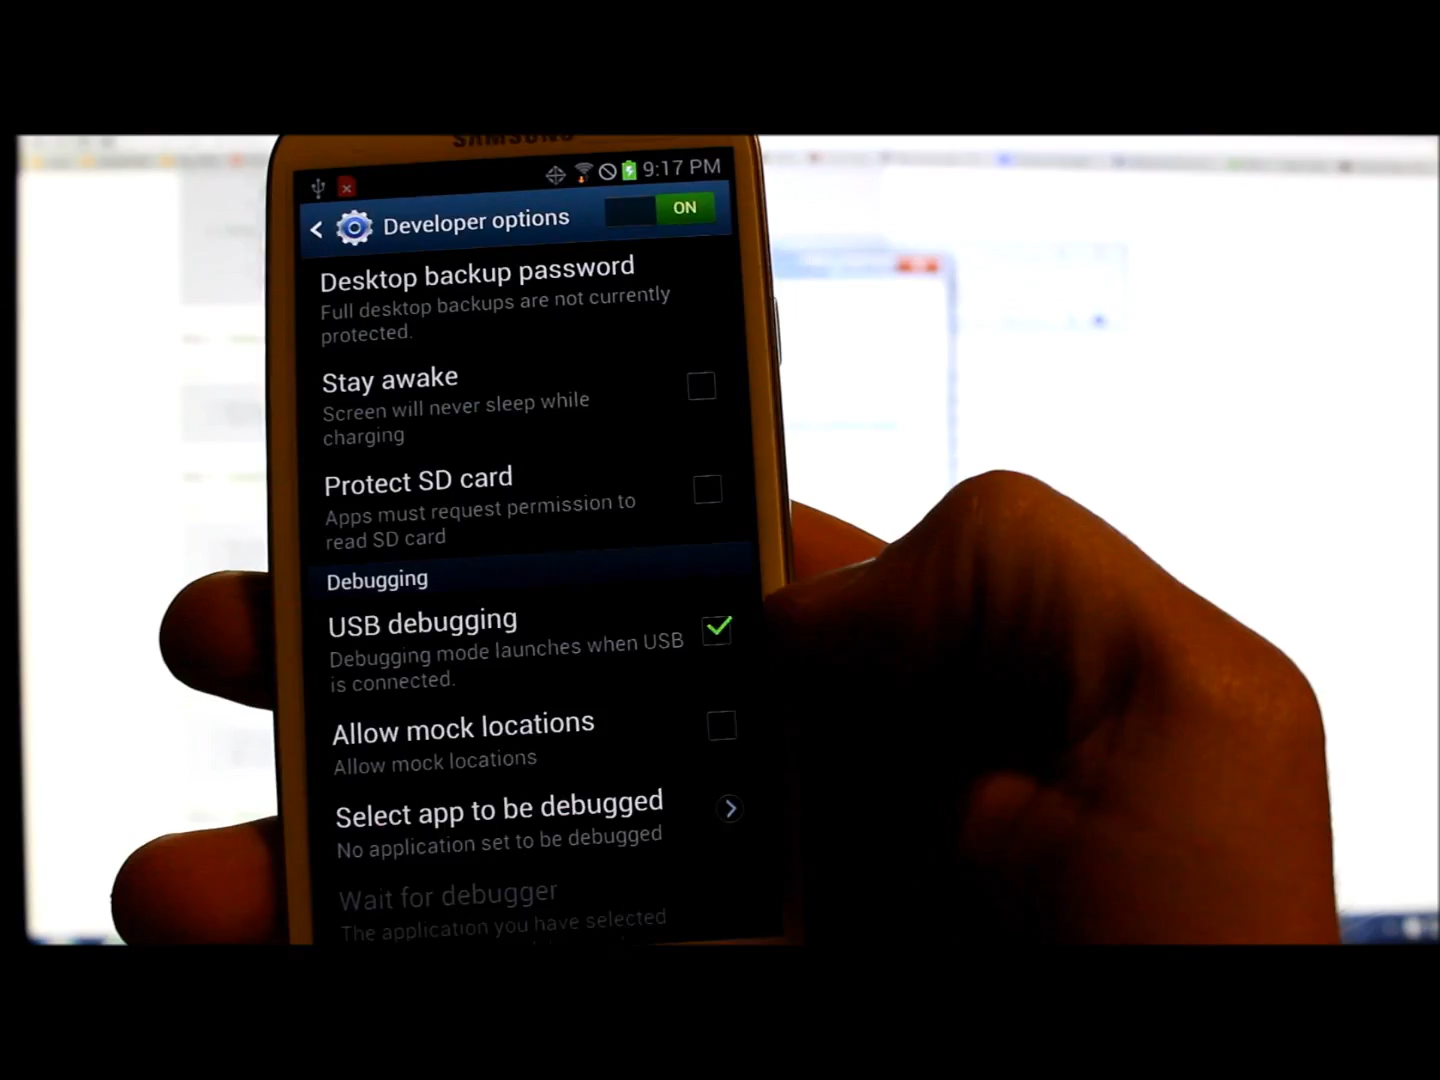 SAMSUNG
9:17 PM
Developer options
ON
Desktop backup password
Full desktop backups are not currently
protected.
Stay awake
Screen will never sleep while
charging
Protect SD card
Apps must request permission to
read SD card
Debugging
USB debugging
Debugging mode launches when USB
is connected.
Allow mock locations
Allow mock locations
Select app to be debugged
No application set to be debugged
Wait for debugger
The application you have selected